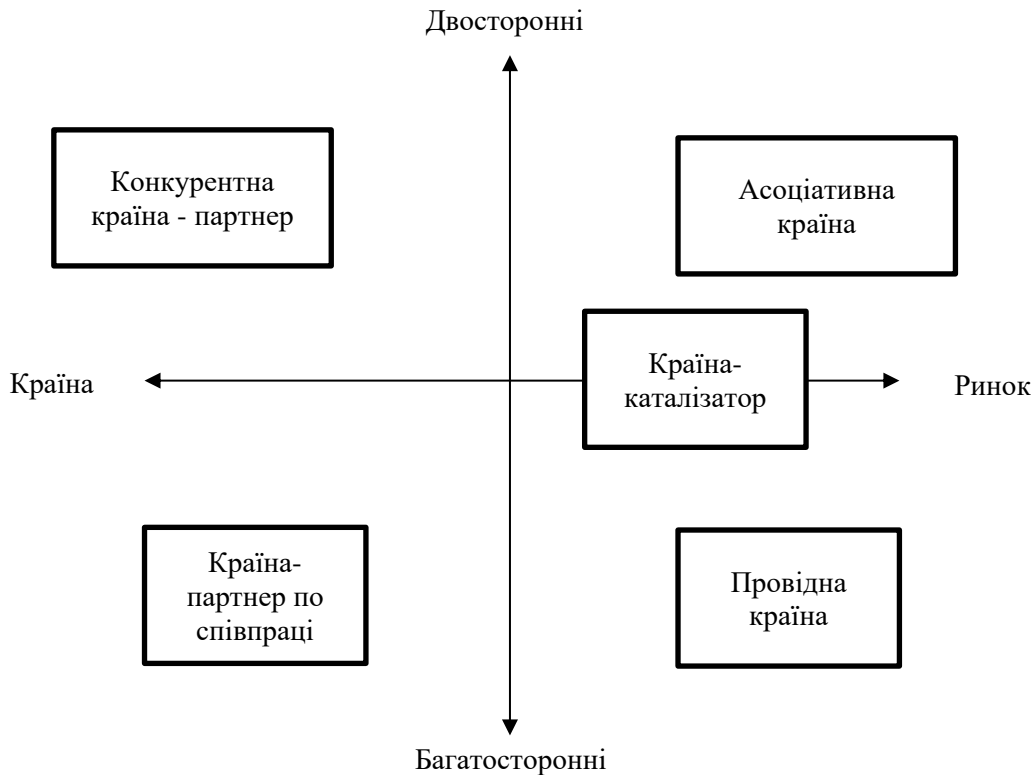 Двосторонні
Конкурентна
країна - партнер
Асоціативна
країна
Країна
Країна-
каталізатор
Ринок
Країна-
партнер по
співпраці
Провідна
країна
Багатосторонні